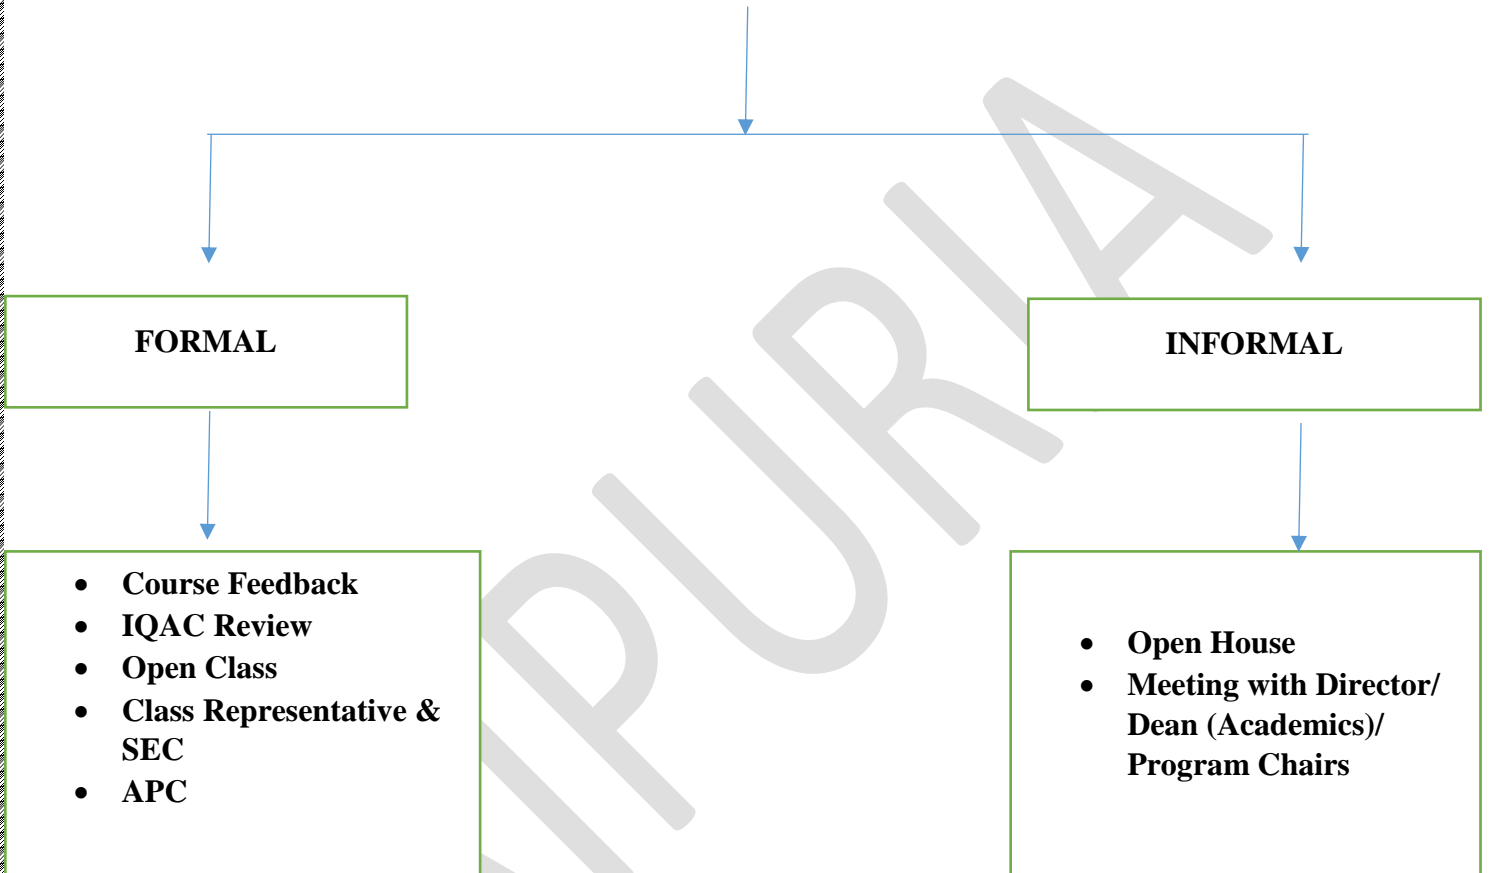 FORMAL
INFORMAL
• Course Feedback
• IQAC Review
• Open Class
• Class Representative &
SEC
• APC
• Open House
• Meeting with Director/
Dean (Academics)/
Program Chairs
IPURIA